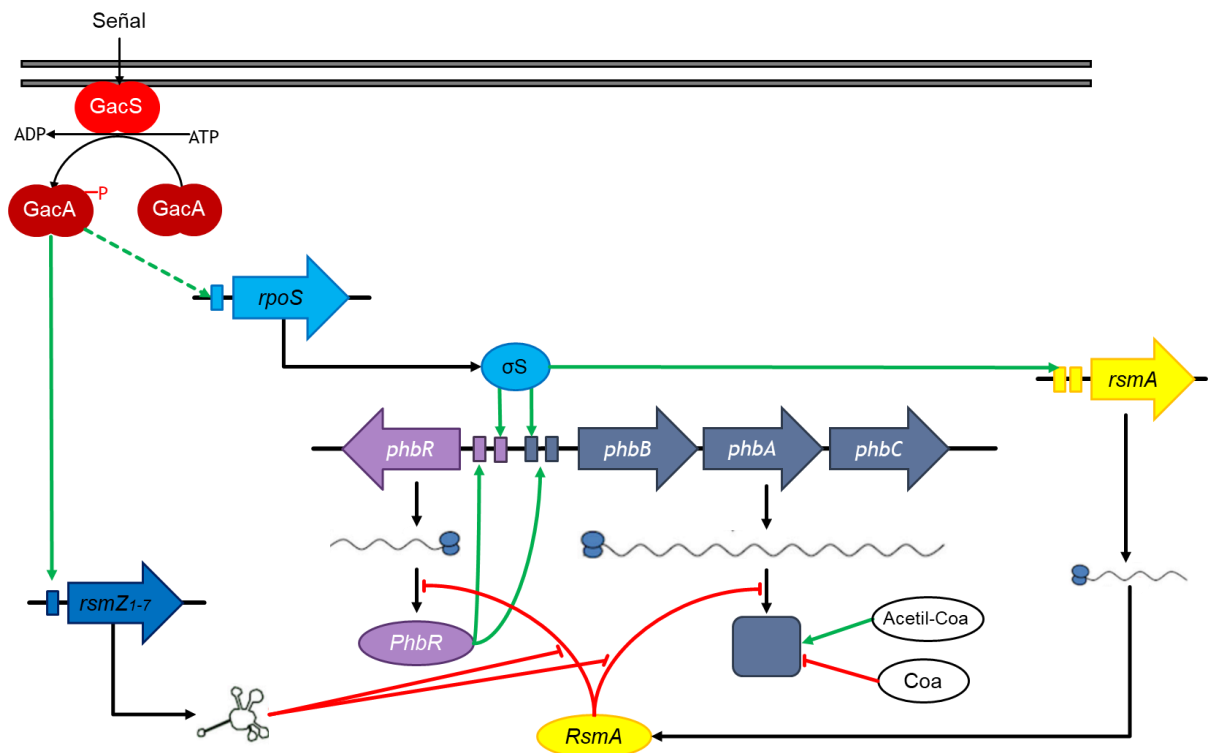 Señal
GacS
ADP
ATP
P
GacA
GacA
rpoS
σS
rsmA
phbR
phbB
phbA
phbC
rsmZ1-7
PhbR
Acetil-Coa
Coa
RsmA